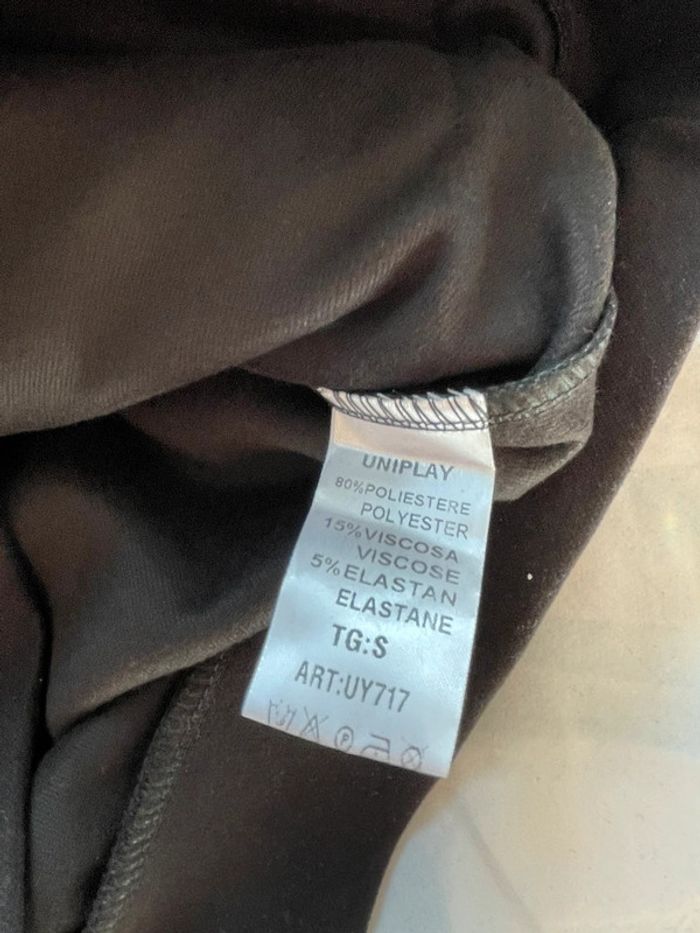 UNIPLAY
80%POLIESTERE
POLYESTER
15%VISCOSA
VISCOSE
5%ELASTAN
ELASTANE
TG:S
ART:UY717